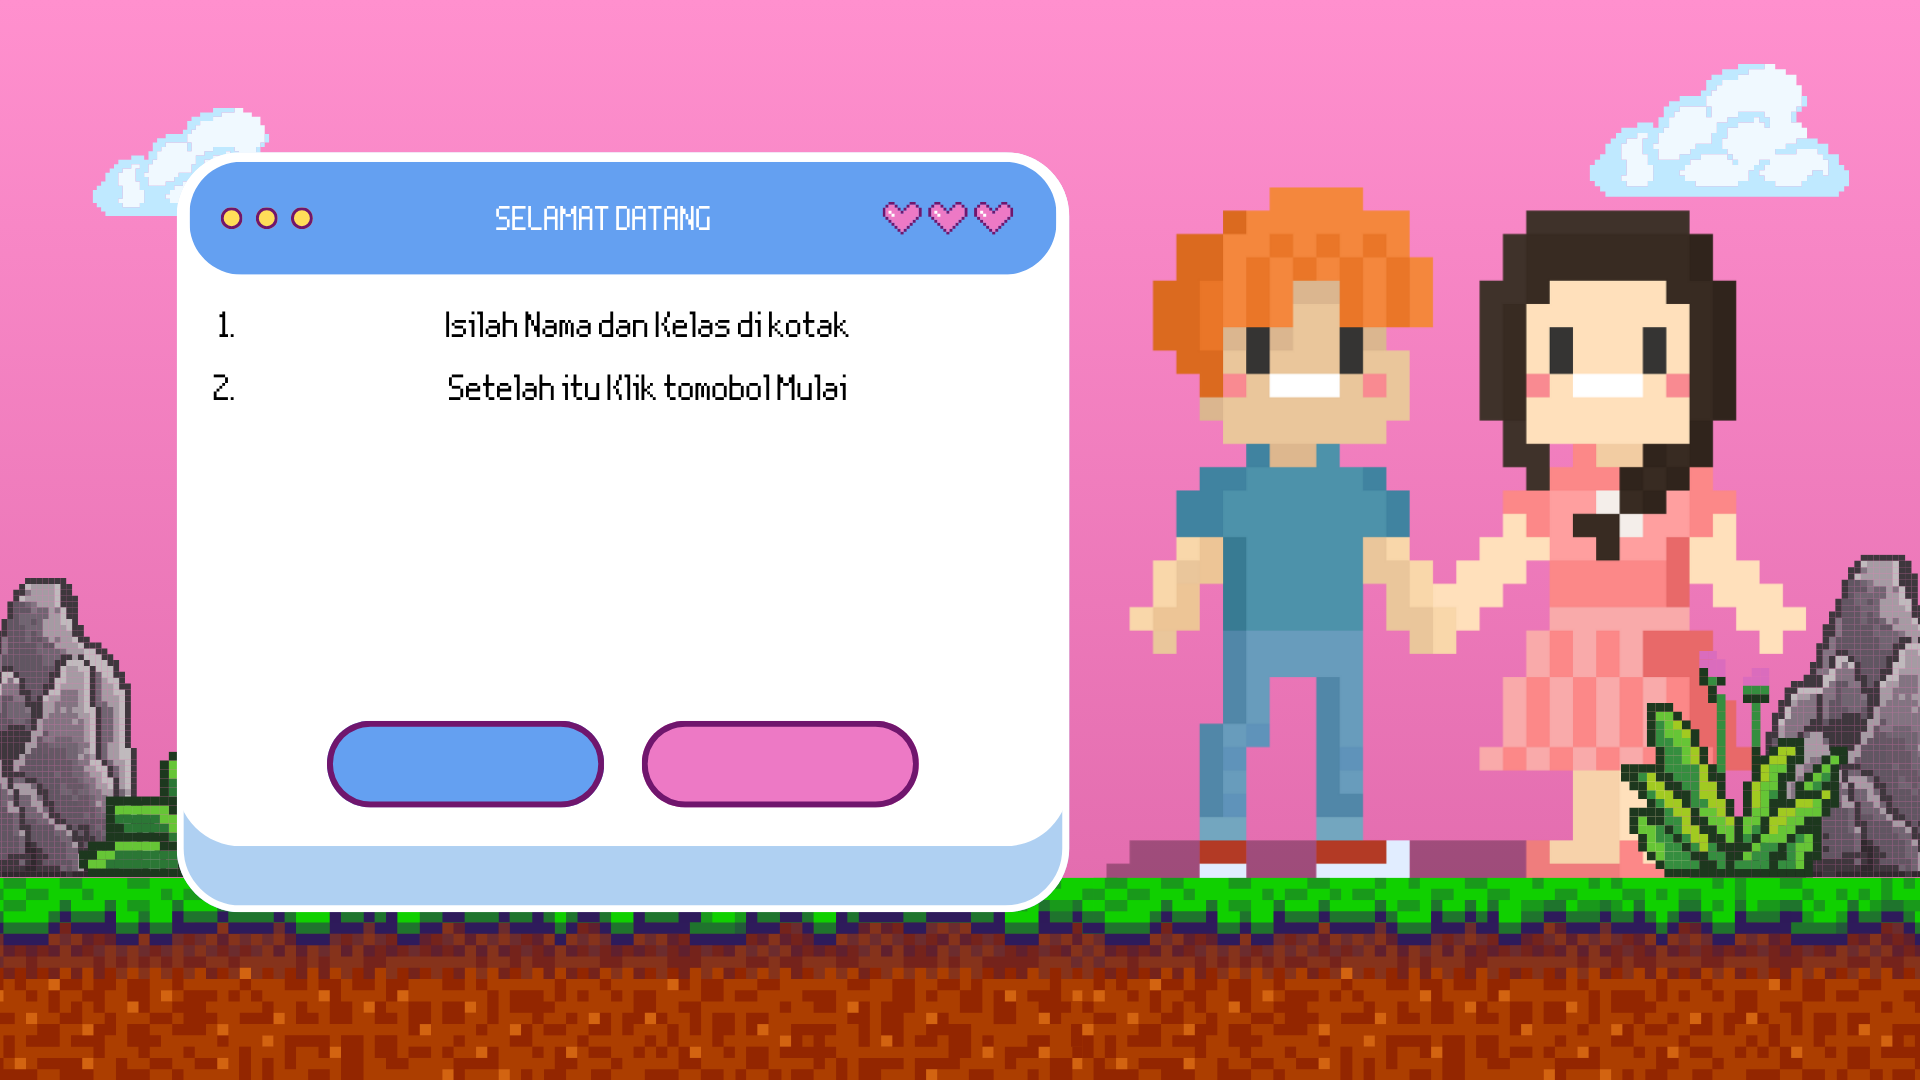 SELAMAT DATANG
1. Isilah Nama dan Kelas di kotak
2. Setelah itu Klik tomobol Mulai